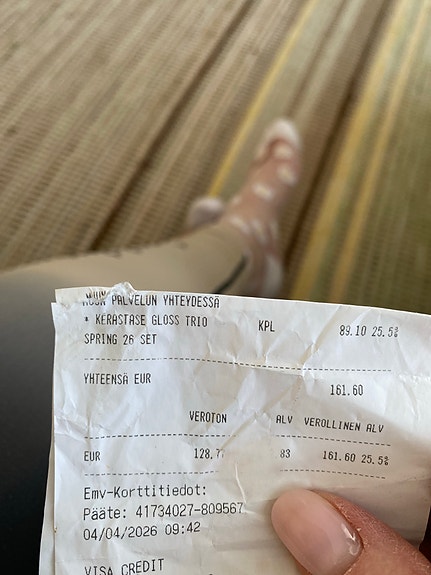 PALVELUN YHTEYDESSÄ
* KERASTASE GLOSS TRIO KPL 89.10 25.5%
SPRING 26 SET
YHTEENSÄ EUR 161.60
VEROTON ALV VEROLLINEN ALV
EUR 161.60 25.5%
Emv-Korttitiedot:
Pääte: 41734027-809567
04/04/2026 09:42
VISA CREDIT